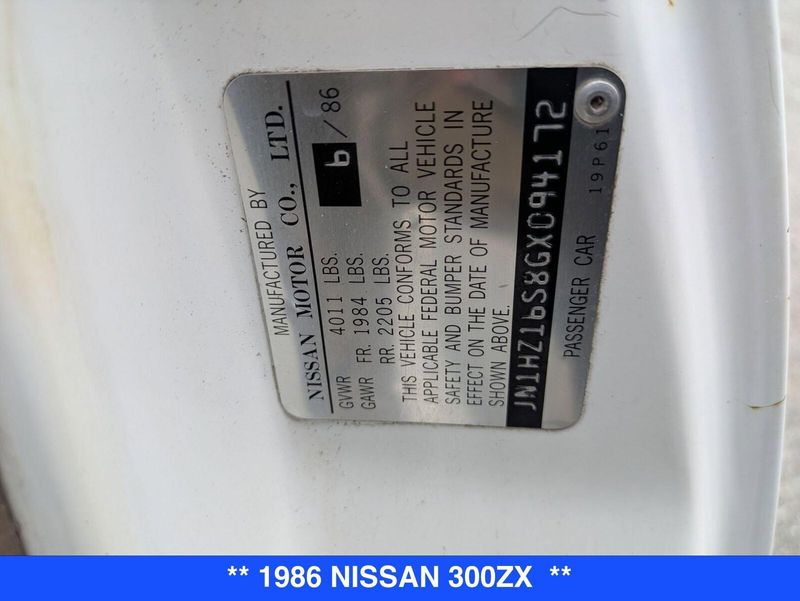 MANUFACTURED BY
NISSAN MOTOR CO., LTD.
6/86
GVWR 4011 LBS.
GAWR FR. 1984 LBS.
RR. 2205 LBS.
THIS VEHICLE CONFORMS TO ALL
APPLICABLE FEDERAL MOTOR VEHICLE
SAFETY AND BUMPER STANDARDS IN
EFFECT ON THE DATE OF MANUFACTURE
SHOWN ABOVE.
JN1HZ16S8GX094172
PASSENGER CAR 19P61
** 1986 NISSAN 300ZX **